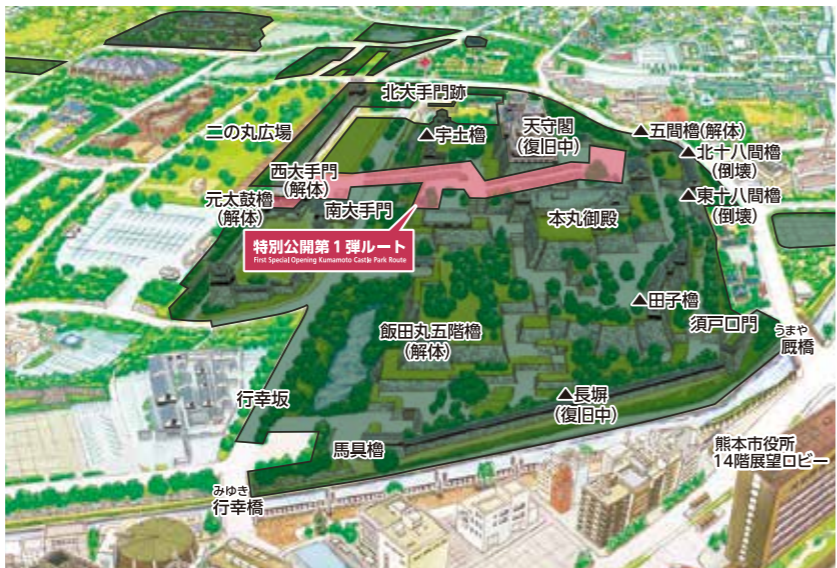 北大手門跡
二の丸広場
▲宇土櫓
天守閣
(復旧中)
▲五間櫓(解体)
▲北十八間櫓
(倒壊)
西大手門
(解体)
元太鼓櫓
(解体)
南大手門
▲東十八間櫓
(倒壊)
本丸御殿
特別公開第1弾ルート
First Special Opening Kumamoto Castle Park Route
▲田子櫓
須戸口門
うまや
厩橋
飯田丸五階櫓
(解体)
行幸坂
▲長塀
(復旧中)
馬具櫓
熊本市役所
14階展望ロビー
みゆき
行幸橋